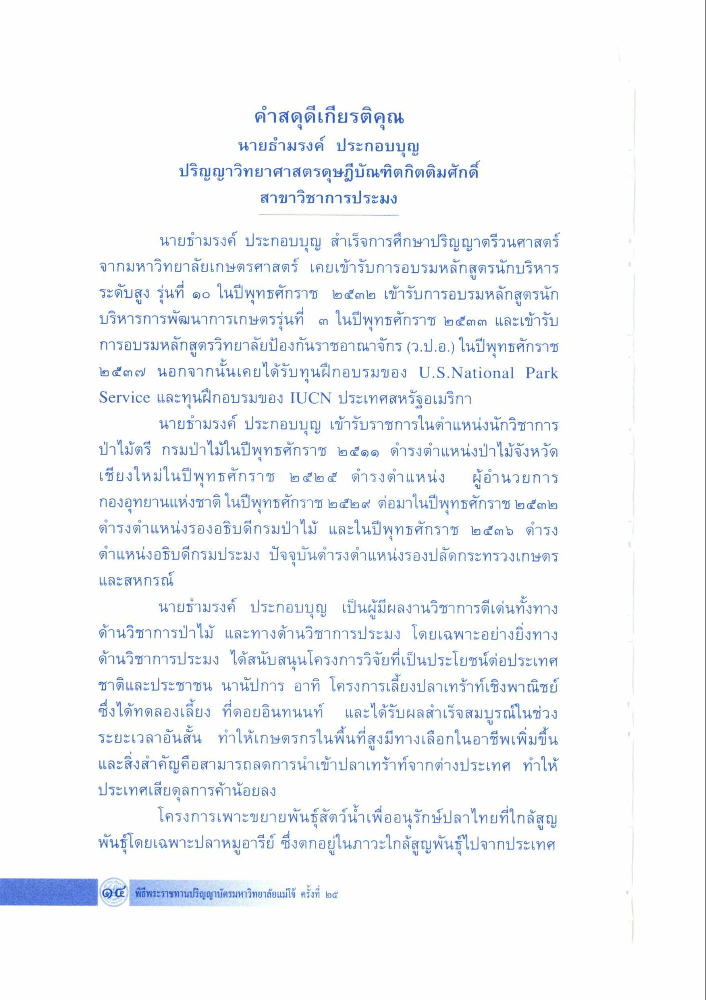 คำสดุดีเกียรติคุณ
นายธำมรงค์ ประกอบบุญ
ปริญญาวิทยาศาสตรดุษฎีบัณฑิตกิตติมศักดิ์
สาขาวิชาการประมง
นายธำมรงค์ ประกอบบุญ สำเร็จการศึกษาปริญญาตรีวนศาสตร์
จากมหาวิทยาลัยเกษตรศาสตร์ เคยเข้ารับการอบรมหลักสูตรนักบริหาร
ระดับสูง รุ่นที่ ๑๐ ในปีพุทธศักราช ๒๕๓๒ เข้ารับการอบรมหลักสูตรนัก
บริหารการพัฒนาการเกษตรรุ่นที่ ๓ ในปีพุทธศักราช ๒๕๓๓ และเข้ารับ
การอบรมหลักสูตรวิทยาลัยป้องกันราชอาณาจักร (ว.ป.อ.) ในปีพุทธศักราช
๒๕๓๗ นอกจากนั้นเคยได้รับทุนฝึกอบรมของ U.S.National Park
Service และทุนฝึกอบรมของ IUCN ประเทศสหรัฐอเมริกา
นายธำมรงค์ ประกอบบุญ เข้ารับราชการในตำแหน่งนักวิชาการ
ป่าไม้ตรี กรมป่าไม้ในปีพุทธศักราช ๒๕๑๑ ดำรงตำแหน่งป่าไม้จังหวัด
เชียงใหม่ในปีพุทธศักราช ๒๕๒๕ ดำรงตำแหน่ง ผู้อำนวยการ
กองอุทยานแห่งชาติ ในปีพุทธศักราช ๒๕๒๙ ต่อมาในปีพุทธศักราช ๒๕๓๒
ดำรงตำแหน่งรองอธิบดีกรมป่าไม้ และในปีพุทธศักราช ๒๕๓๖ ดำรง
ตำแหน่งอธิบดีกรมประมง ปัจจุบันดำรงตำแหน่งรองปลัดกระทรวงเกษตร
และสหกรณ์
นายธำมรงค์ ประกอบบุญ เป็นผู้มีผลงานวิชาการดีเด่นทั้งทาง
ด้านวิชาการป่าไม้ และทางด้านวิชาการประมง โดยเฉพาะอย่างยิ่งทาง
ด้านวิชาการประมง ได้สนับสนุนโครงการวิจัยที่เป็นประโยชน์ต่อประเทศ
ชาติและประชาชน นานัปการ อาทิ โครงการเลี้ยงปลาเทร้าท์เชิงพาณิชย์
ซึ่งได้ทดลองเลี้ยง ที่ดอยอินทนนท์ และได้รับผลสำเร็จสมบูรณ์ในช่วง
ระยะเวลาอันสั้น ทำให้เกษตรกรในพื้นที่สูงมีทางเลือกในอาชีพเพิ่มขึ้น
และสิ่งสำคัญคือสามารถลดการนำเข้าปลาเทร้าท์จากต่างประเทศ ทำให้
ประเทศเสียดุลการค้าน้อยลง
โครงการเพาะขยายพันธุ์สัตว์น้ำเพื่ออนุรักษ์ปลาไทยที่ใกล้สูญ
พันธุ์โดยเฉพาะปลาหมูอารีย์ ซึ่งตกอยู่ในภาวะใกล้สูญพันธุ์ไปจากประเทศ
๑๔ พิธีพระราชทานปริญญาบัตรมหาวิทยาลัยแม่โจ้ ครั้งที่ ๒๕